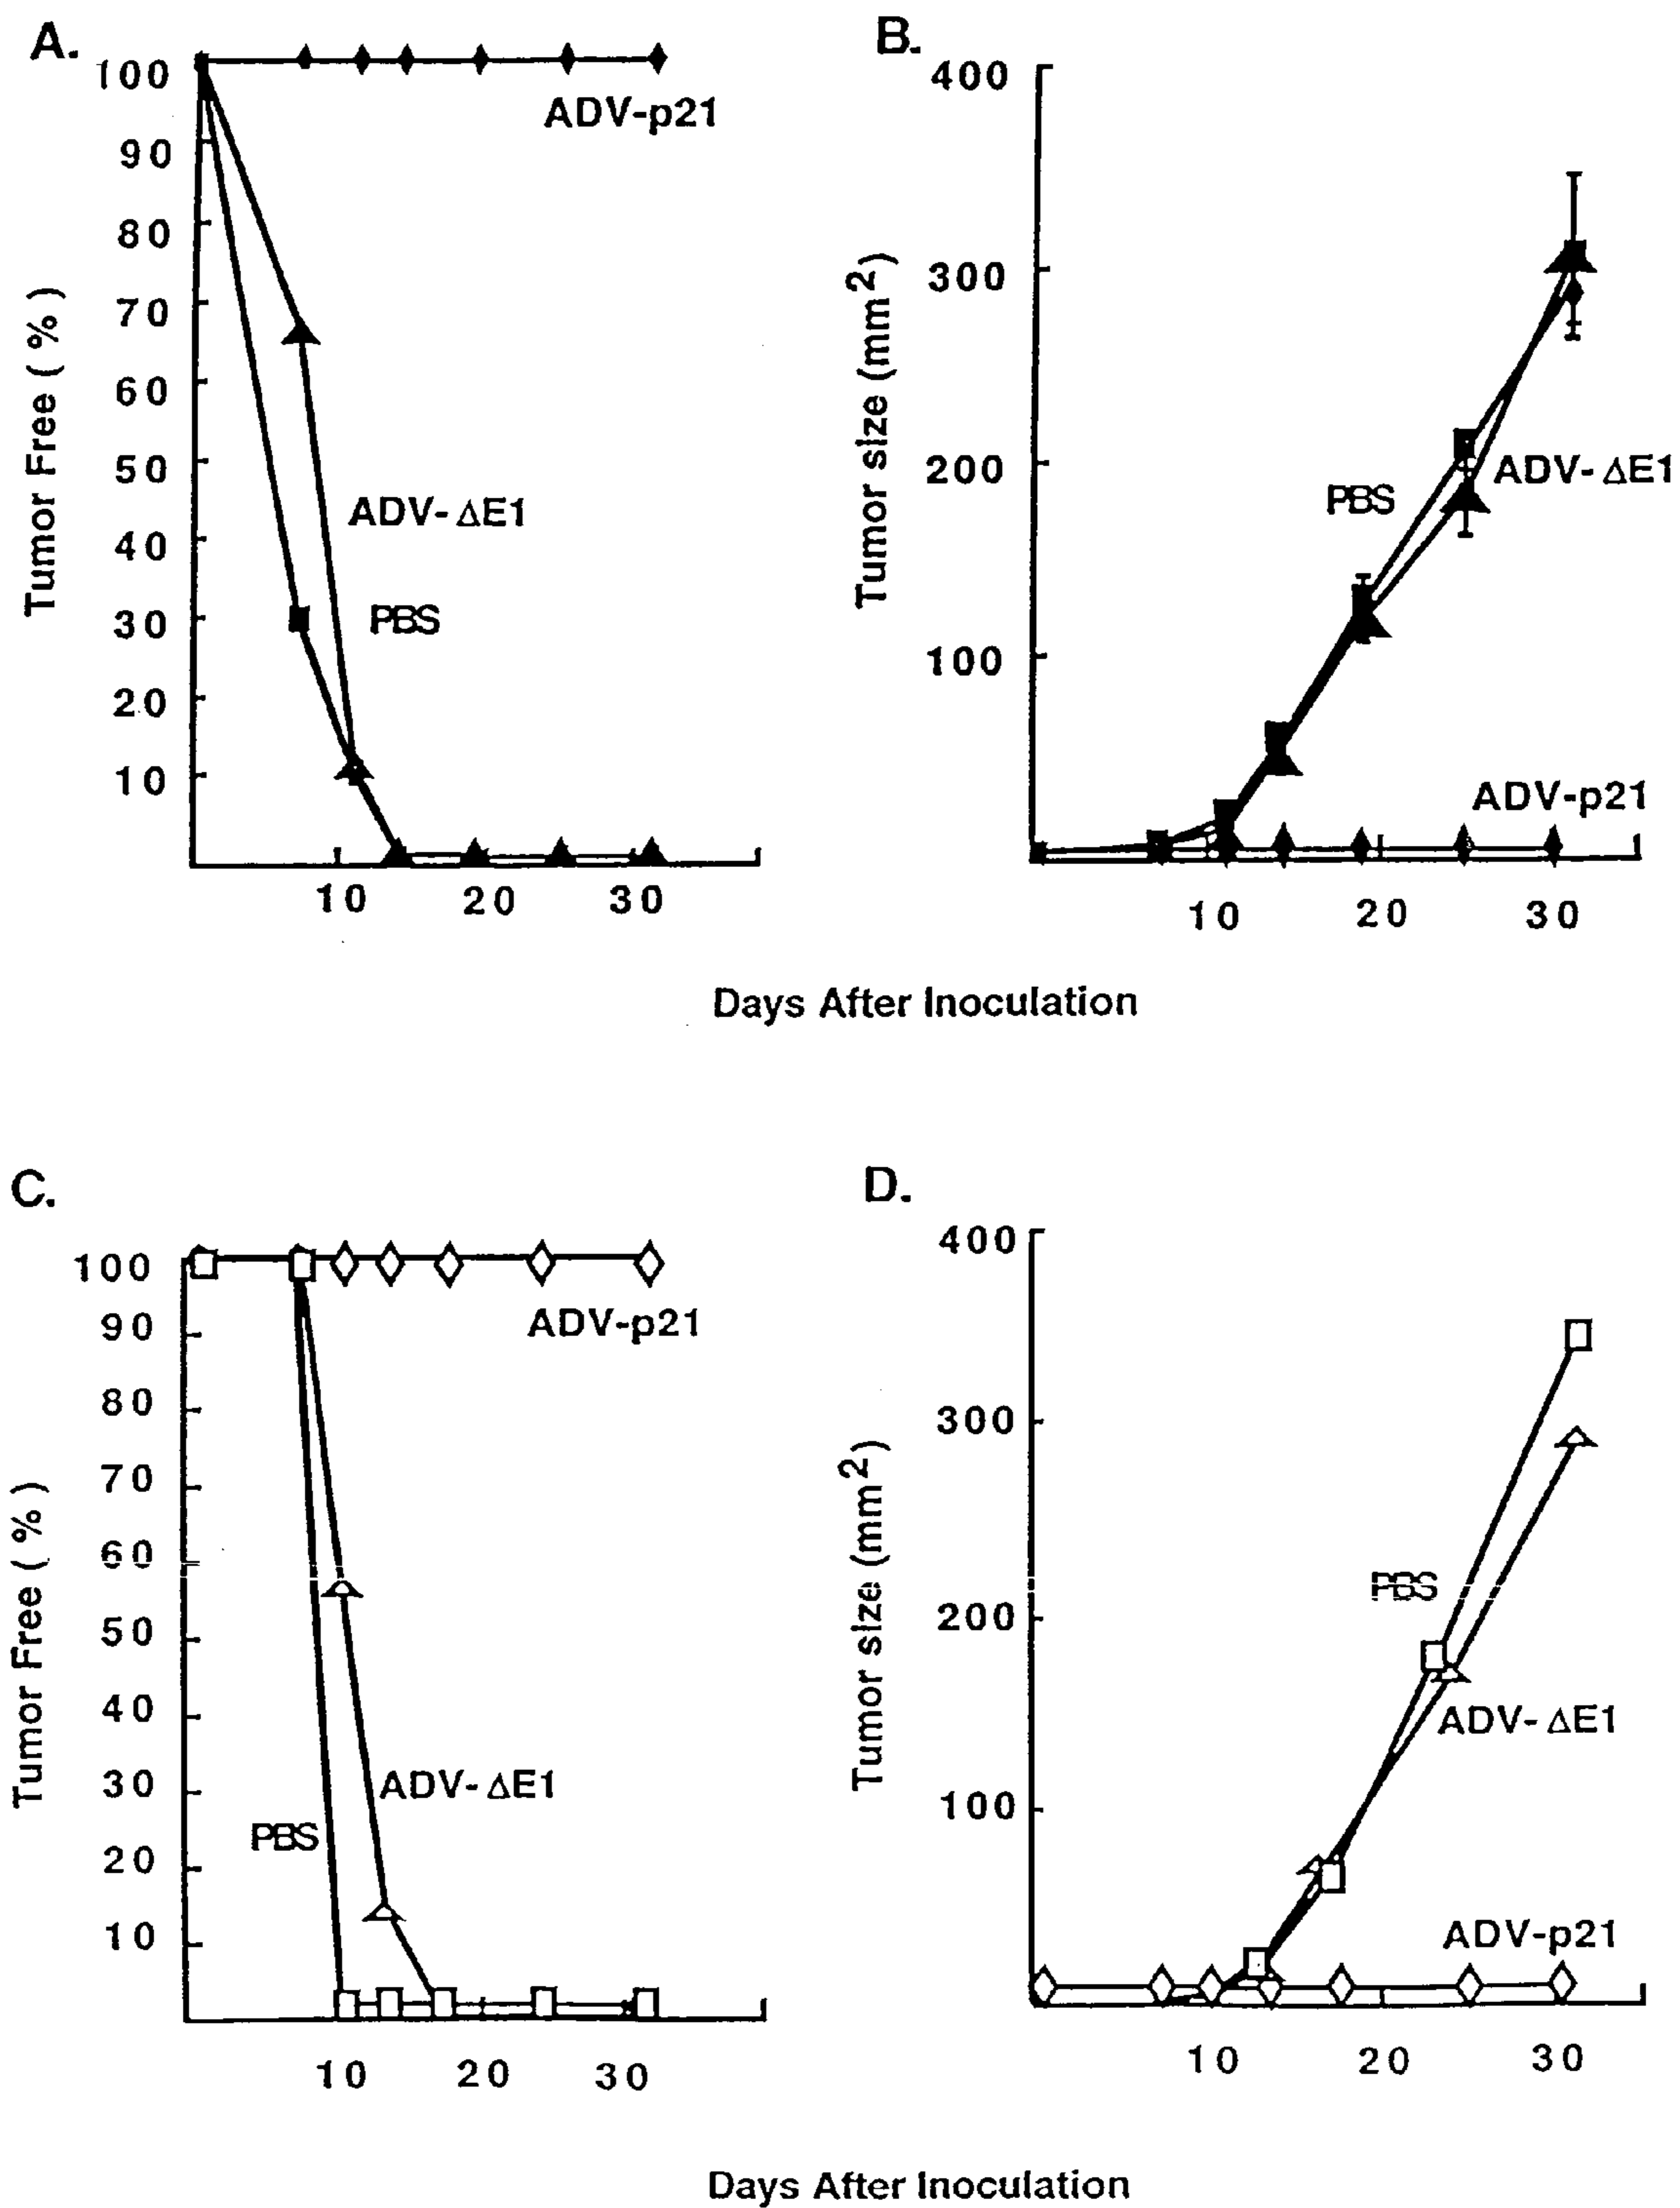 A.
100
90
80
70
60
50
40
30
20
10
Tumor Free ( % )
ADV-p21
ADV-ΔE1
PBS
10 20 30
B.
400
300
200
100
Tumor size (mm²)
PBS
ADV-ΔE1
ADV-p21
10 20 30
Days After Inoculation
C.
100
90
80
70
60
50
40
30
20
10
Tumor Free ( % )
ADV-p21
ADV-ΔE1
PBS
10 20 30
D.
400
300
200
100
Tumor size (mm²)
PBS
ADV-ΔE1
ADV-p21
10 20 30
Days After Inoculation